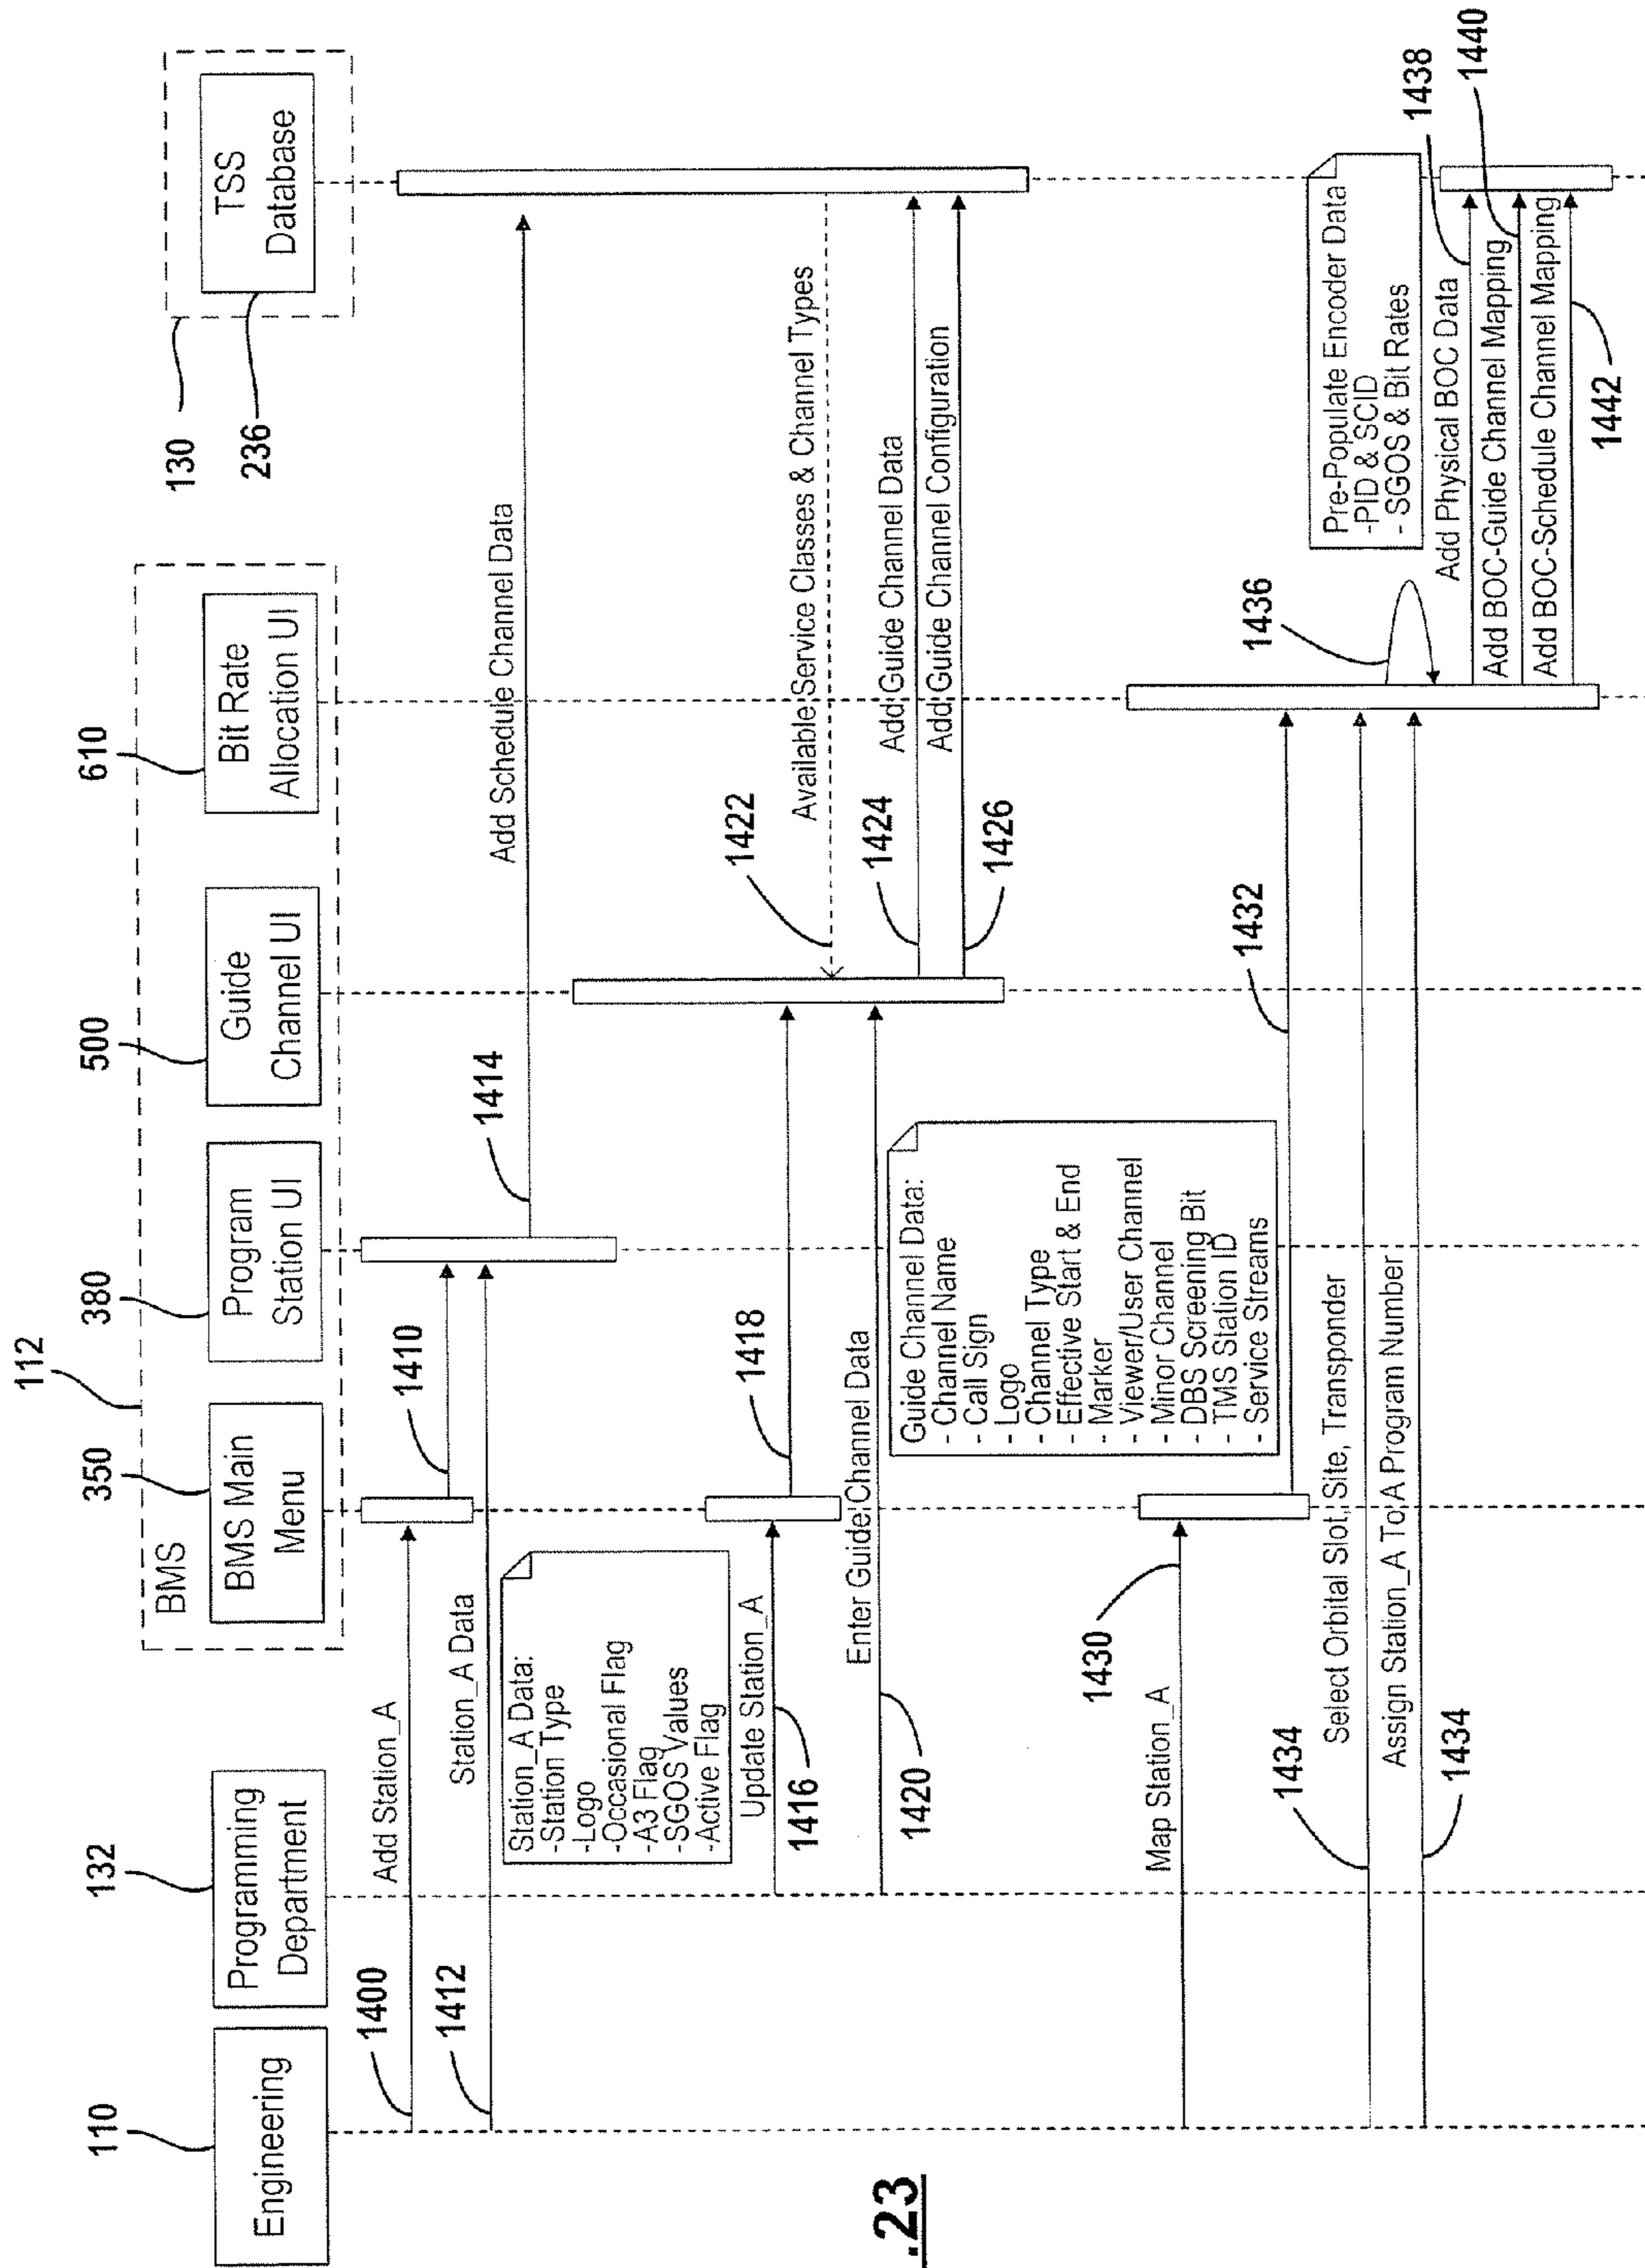 110
Engineering
132
Programming
Department
112
BMS
350
BMS Main
Menu
380
Program
Station UI
500
Guide
Channel UI
610
Bit Rate
Allocation UI
130
236
TSS
Database
1400
Add Station_A
1410
1412
Station_A Data
1414
Add Schedule Channel Data
Station_A Data:
-Station Type
-Logo
-Occasional Flag
-A3 Flag
-SGOS Values
-Active Flag
1416
Update Station_A
1418
1420
Enter Guide Channel Data
1422
Available Service Classes & Channel Types
1424
Add Guide Channel Data
1426
Add Guide Channel Configuration
Guide Channel Data:
- Channel Name
- Call Sign
- Logo
- Channel Type
- Effective Start & End
- Marker
- Viewer/User Channel
- Minor Channel
- DBS Screening Bit
- TMS Station ID
- Service Streams
1430
Map Station_A
1432
1434
Select Orbital Slot, Site, Transponder
1434
Assign Station_A To A Program Number
1436
Pre-Populate Encoder Data
-PID & SCID
- SGOS & Bit Rates
Add Physical BOC Data
1438
Add BOC-Guide Channel Mapping
1440
Add BOC-Schedule Channel Mapping
1442
.23